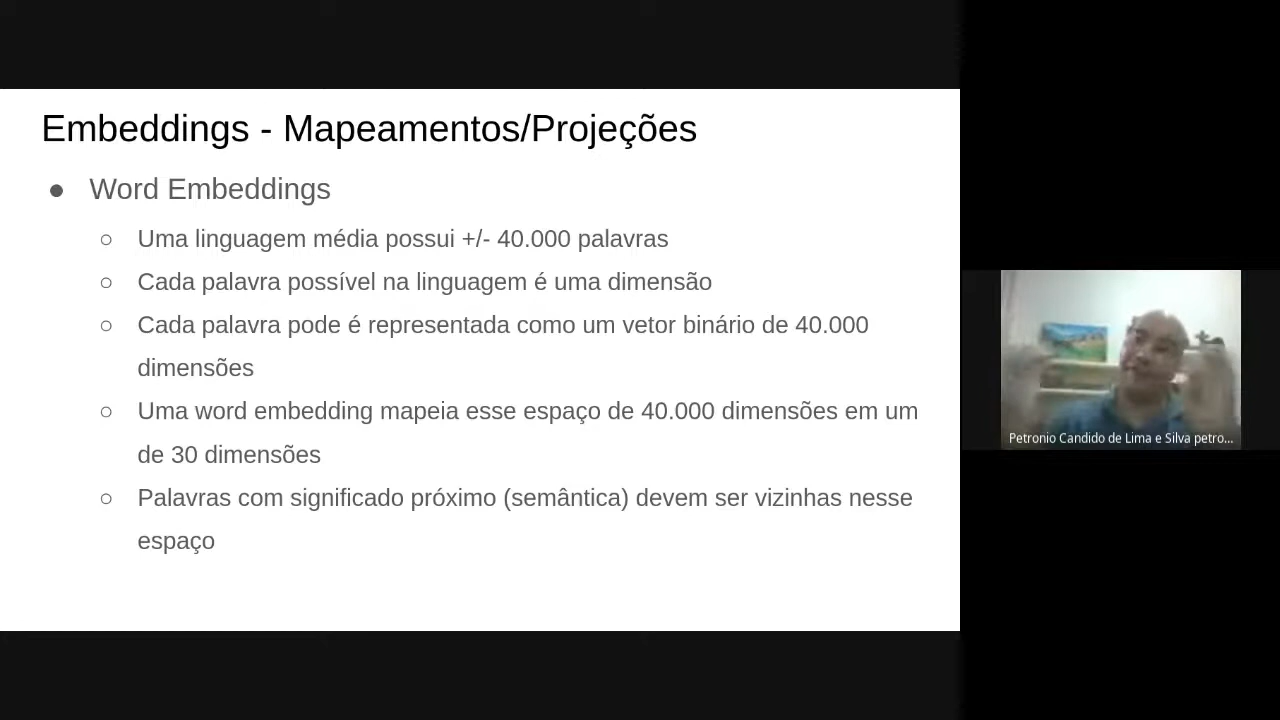 Embeddings - Mapeamentos/Projeções
● Word Embeddings
○ Uma linguagem média possui +/- 40.000 palavras
○ Cada palavra possível na linguagem é uma dimensão
○ Cada palavra pode é representada como um vetor binário de 40.000
dimensões
○ Uma word embedding mapeia esse espaço de 40.000 dimensões em um
de 30 dimensões
○ Palavras com significado próximo (semântica) devem ser vizinhas nesse
espaço
Petronio Candido de Lima e Silva petro...